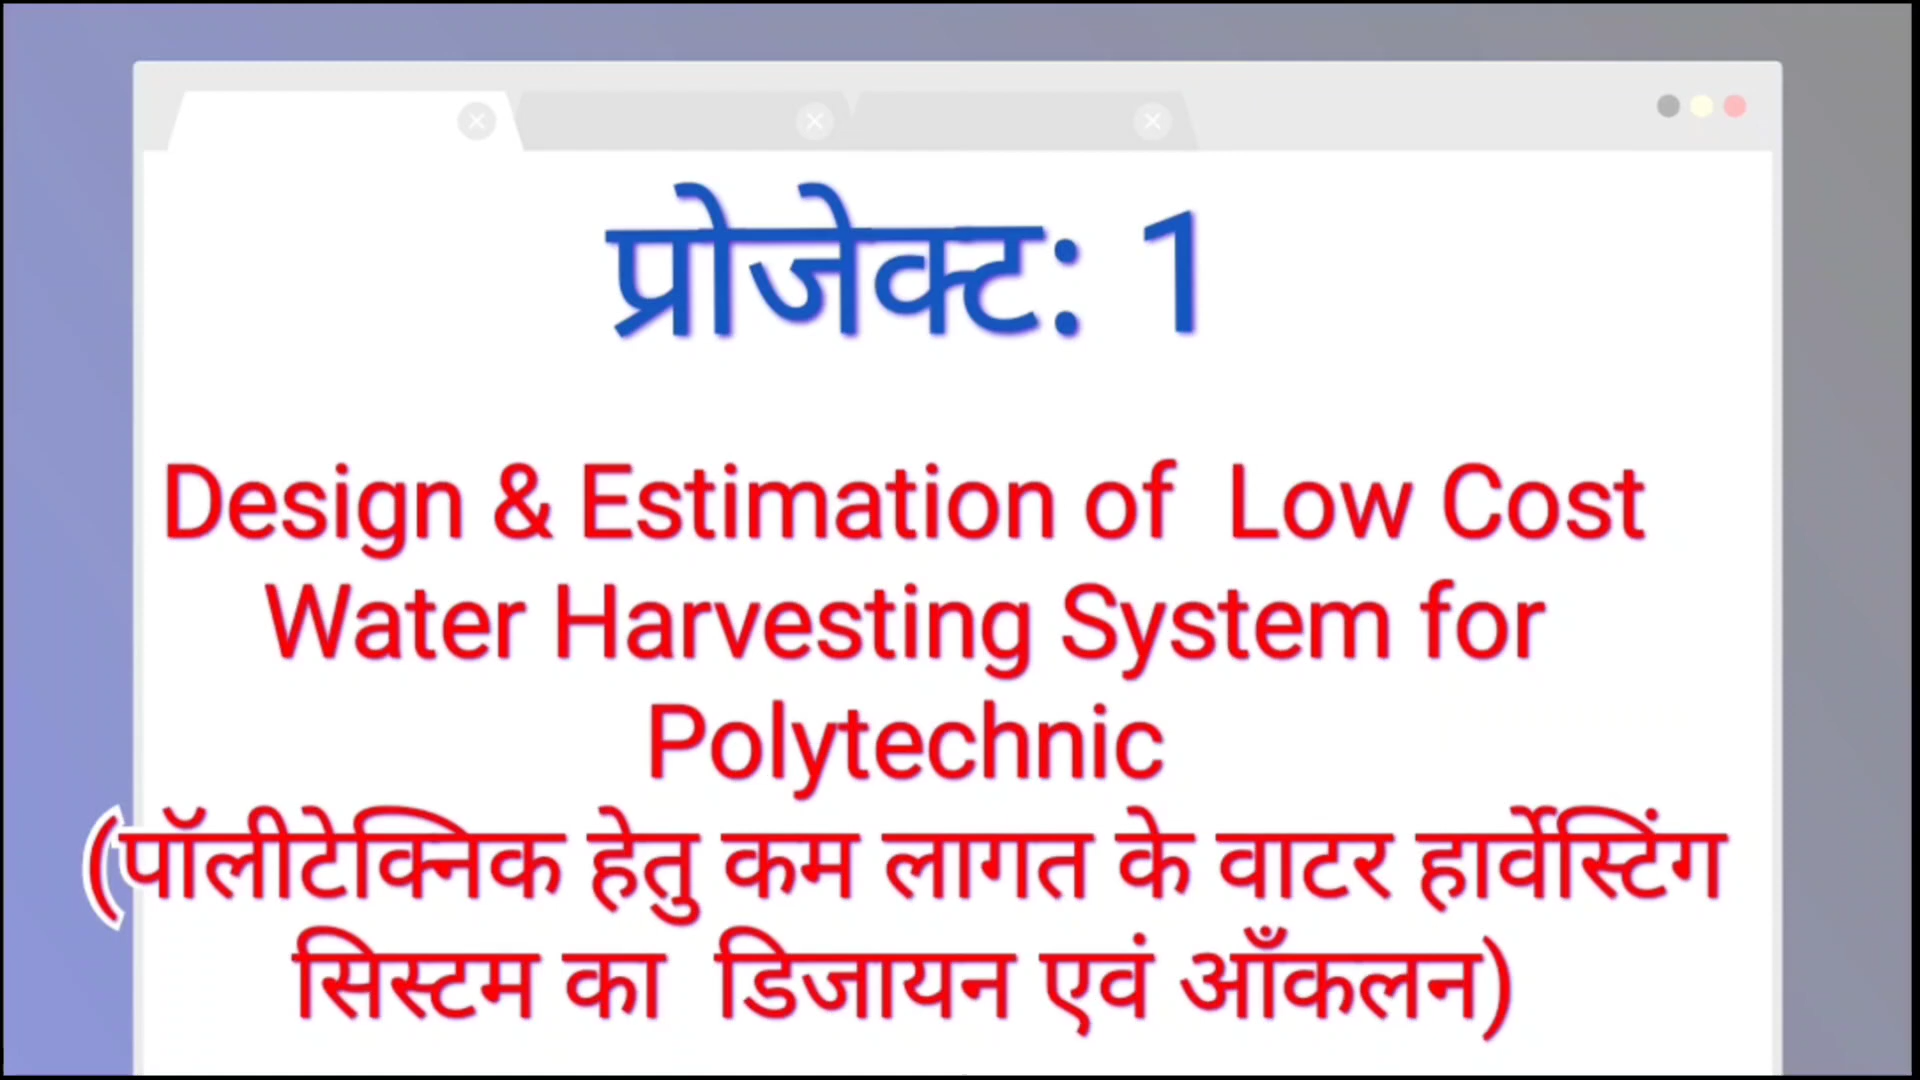 प्रोजेक्ट: 1
Design & Estimation of Low Cost
Water Harvesting System for
Polytechnic
(पॉलीटेक्निक हेतु कम लागत के वाटर हार्वेस्टिंग
सिस्टम का डिजायन एवं आँकलन)